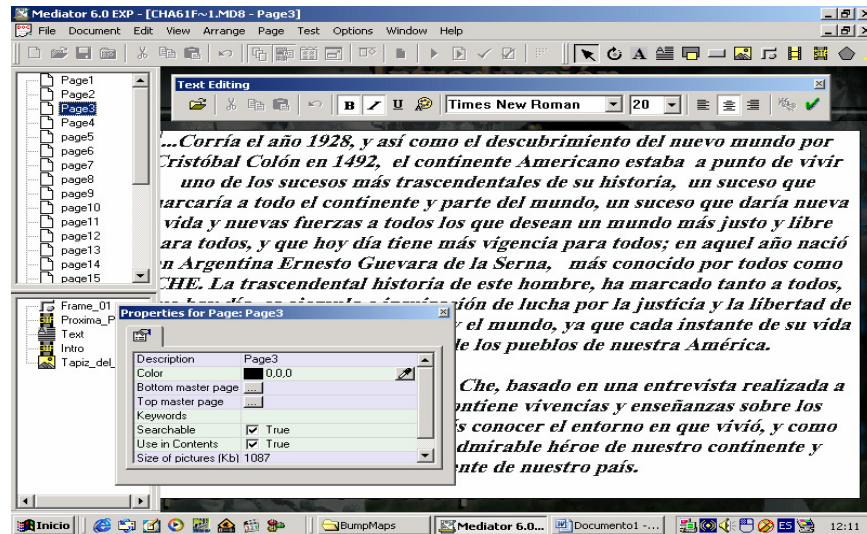 Mediator 6.0 EXP - [CHA61F~1.MD8 - Page3]
File Document Edit View Arrange Page Test Options Window Help
Page1
Page2
Page3
Page4
page5
page6
page7
page8
page9
page10
page11
page12
page13
page14
page15
Text Editing
B U Times New Roman 20
...Corría el año 1928, y así como el descubrimiento del nuevo mundo por
Cristóbal Colón en 1492, el continente Americano estaba a punto de vivir
uno de los sucesos más trascendentales de su historia, un suceso que
marcaría a todo el continente y parte del mundo, un suceso que daría nueva
vida y nuevas fuerzas a todos los que desean un mundo más justo y libre
para todos, y que hoy día tiene más vigencia para todos; en aquel año nació
en Argentina Ernesto Guevara de la Serna, más conocido por todos como
CHE. La trascendental historia de este hombre, ha marcado tanto a todos,
de lucha por la justicia y la libertad de
y el mundo, ya que cada instante de su vida
de los pueblos de nuestra América.
Che, basado en una entrevista realizada a
contiene vivencias y enseñanzas sobre los
conocer el entorno en que vivió, y como
admirable héroe de nuestro continente y
de nuestro país.
Frame_01
Proxima_P
Text
Intro
Tapiz_del_
Properties for Page: Page3
Description Page3
Color 0,0,0
Bottom master page ...
Top master page ...
Keywords
Searchable True
Use in Contents True
Size of pictures (Kb) 1087
Inicio BumpMaps Mediator 6.0... Documento1 -... ES 12:11